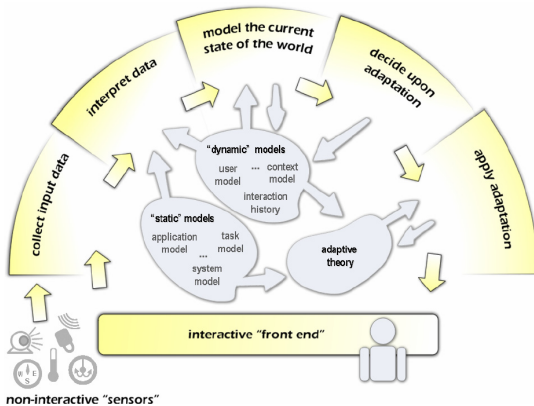 model the current
state of the world
interpret data
decide upon
adaptation
collect input data
apply adaptation
"dynamic" models
user ... context
model model
interaction
history
"static" models
application task
model model
...
system
model
adaptive
theory
interactive "front end"
W E
S
non-interactive "sensors"